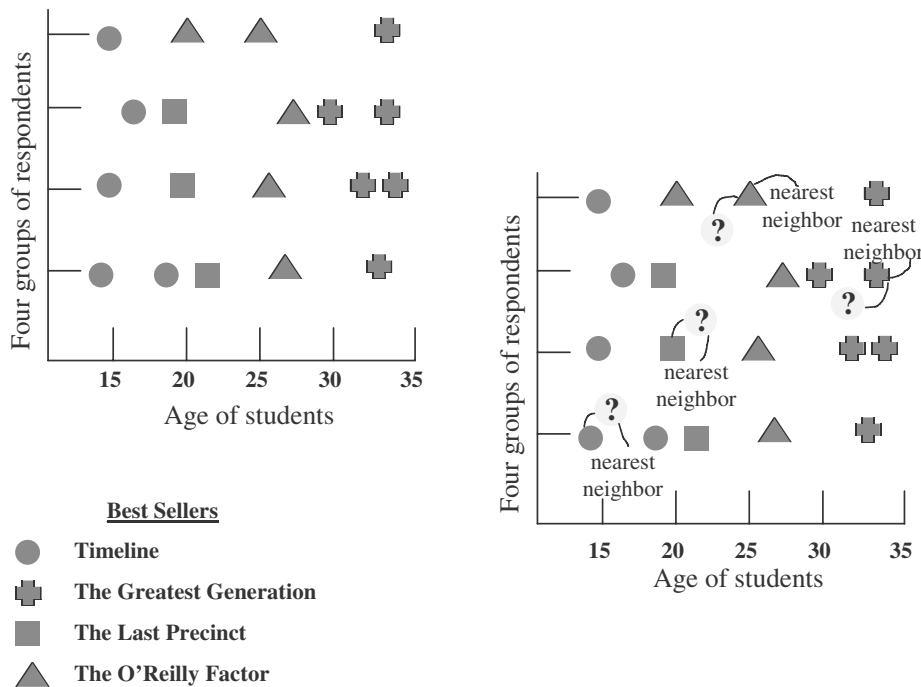 Four groups of respondents
15 20 25 30 35
Age of students
Best Sellers
Timeline
The Greatest Generation
The Last Precinct
The O'Reilly Factor
Four groups of respondents
nearest
neighbor
?
nearest
neighbor
?
?
nearest
neighbor
?
nearest
neighbor
15 20 25 30 35
Age of students